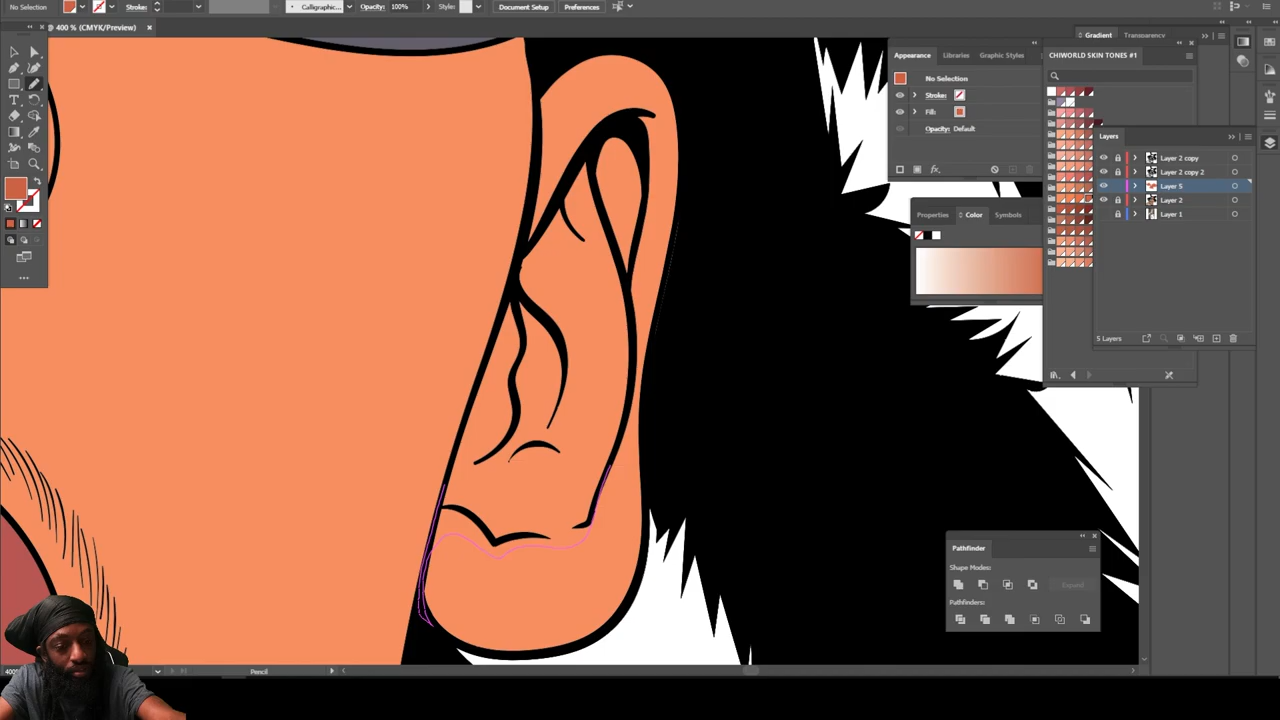 No Selection
Stroke:
Calligraphic...
Opacity: 100%
Style:
Document Setup
Preferences
@ 400 % (CMYK/Preview)
Gradient
Transparency
Appearance
Libraries
Graphic Styles
No Selection
Stroke:
Fill:
Opacity: Default
fx
CHIWORLD SKIN TONES #1
Layers
Layer 2 copy
Layer 2 copy 2
Layer 5
Layer 2
Layer 1
5 Layers
Properties
Color
Symbols
Pathfinder
Shape Modes:
Expand
Pathfinders:
Pencil